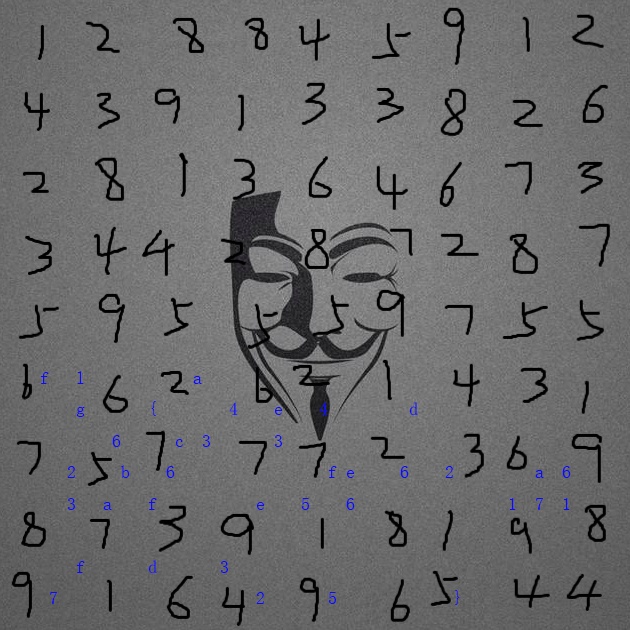 1 2 8 8 4 5 9 1 2
4 3 9 1 3 3 8 2 6
2 8 1 3 6 4 6 7 3
3 4 4 2 8 7 2 8 7
5 9 5 5 5 9 7 5 5
6 6 2 6 2 1 4 3 1
f l a
g { 4 e 4 d
7 5 7 7 7 2 3 6 9
6 c 3 3
2 b 6 f e 6 2 a 6
3 a f e 5 6 1 7 1
8 7 3 9 1 8 1 9 8
f d 3
9 1 6 4 9 6 5 4 4
7 2 5 }